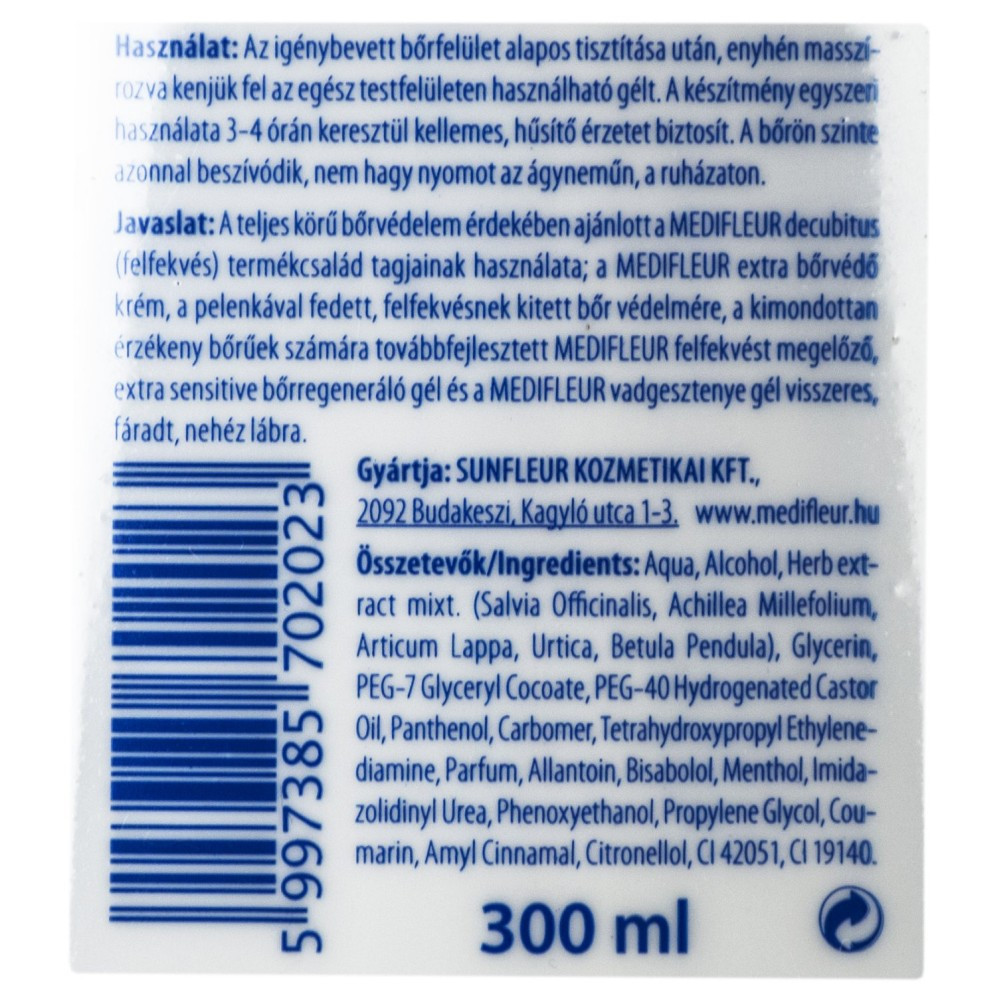 Használat: Az igénybevett bőrfelület alapos tisztítása után, enyhén masszí-
rozva kenjük fel az egész testfelületen használható gélt. A készítmény egyszeri
használata 3-4 órán keresztül kellemes, hűsítő érzetet biztosít. A bőrön szinte
azonnal beszívódik, nem hagy nyomot az ágyneműn, a ruházaton.
Javaslat: A teljes körű bőrvédelem érdekében ajánlott a MEDIFLEUR decubitus
(felfekvés) termékcsalád tagjainak használata; a MEDIFLEUR extra bőrvédő
krém, a pelenkával fedett, felfekvésnek kitett bőr védelmére, a kimondottan
érzékeny bőrűek számára továbbfejlesztett MEDIFLEUR felfekvést megelőző,
extra sensitive bőrregeneráló gél és a MEDIFLEUR vadgesztenye gél visszeres,
fáradt, nehéz lábra.
Gyártja: SUNFLEUR KOZMETIKAI KFT.,
2092 Budakeszi, Kagyló utca 1-3. www.medifleur.hu
Összetevők/Ingredients: Aqua, Alcohol, Herb ext-
ract mixt. (Salvia Officinalis, Achillea Millefolium,
Articum Lappa, Urtica, Betula Pendula), Glycerin,
PEG-7 Glyceryl Cocoate, PEG-40 Hydrogenated Castor
Oil, Panthenol, Carbomer, Tetrahydroxypropyl Ethylene-
diamine, Parfum, Allantoin, Bisabolol, Menthol, Imida-
zolidinyl Urea, Phenoxyethanol, Propylene Glycol, Cou-
marin, Amyl Cinnamal, Citronellol, CI 42051, CI 19140.
300 ml
5 997385 702023